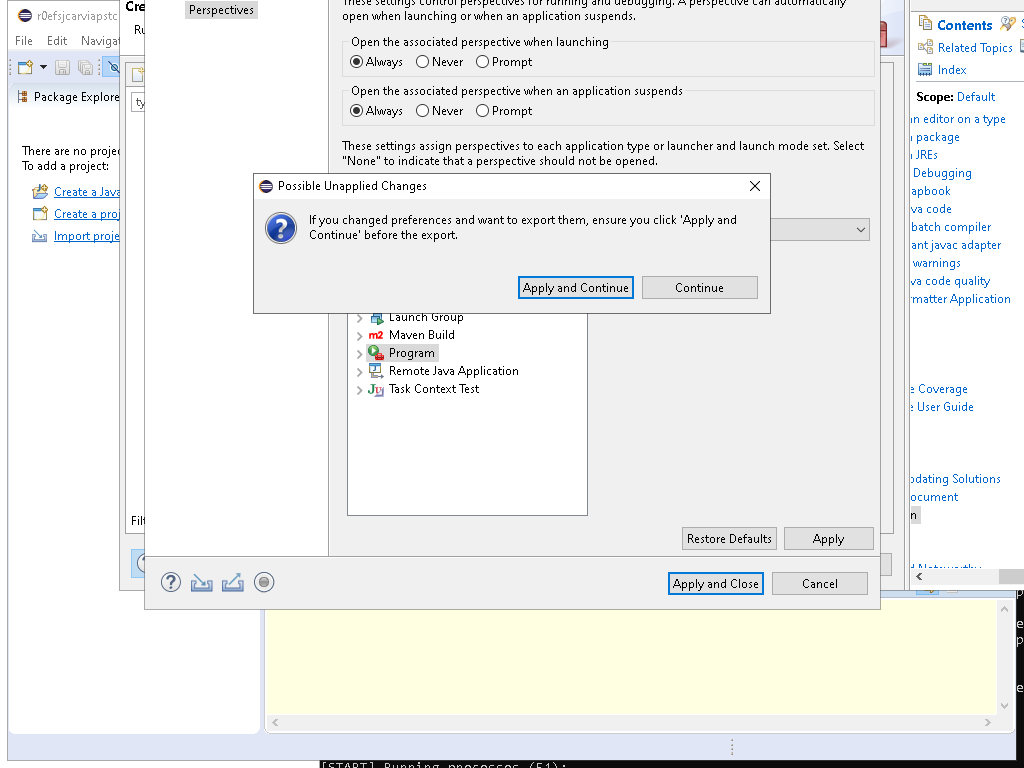 r0efsjcarviapstc
File Edit Navigat
Package Explore
There are no projec
To add a project:
Create a Java
Create a proj
Import proje
Cre
Ru
ty
Filt
Perspectives
These settings control perspectives for running and debugging. A perspective can automatically
open when launching or when an application suspends.
Open the associated perspective when launching
Always Never Prompt
Open the associated perspective when an application suspends
Always Never Prompt
These settings assign perspectives to each application type or launcher and launch mode set. Select
"None" to indicate that a perspective should not be opened.
Possible Unapplied Changes
If you changed preferences and want to export them, ensure you click 'Apply and
Continue' before the export.
Apply and Continue Continue
Launch Group
m2 Maven Build
Program
Remote Java Application
Task Context Test
Restore Defaults Apply
Apply and Close Cancel
Contents
Related Topics
Index
Scope: Default
an editor on a type
package
JREs
Debugging
apbook
va code
batch compiler
ant javac adapter
warnings
va code quality
rmatter Application
e Coverage
e User Guide
pdating Solutions
ocument
n
[START] Running processes (51):